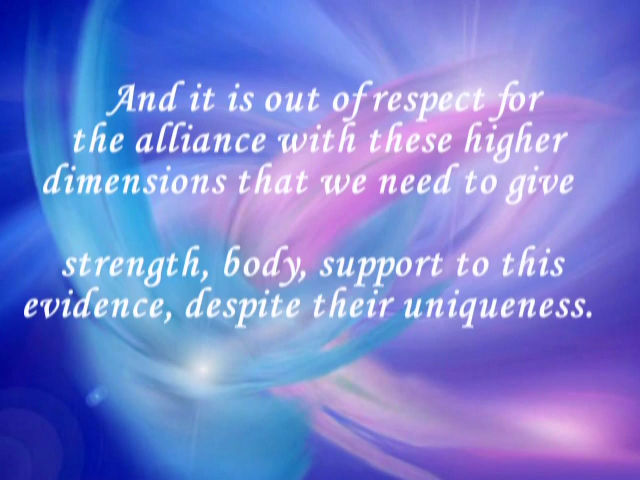 And it is out of respect for
the alliance with these higher
dimensions that we need to give
strength, body, support to this
evidence, despite their uniqueness.